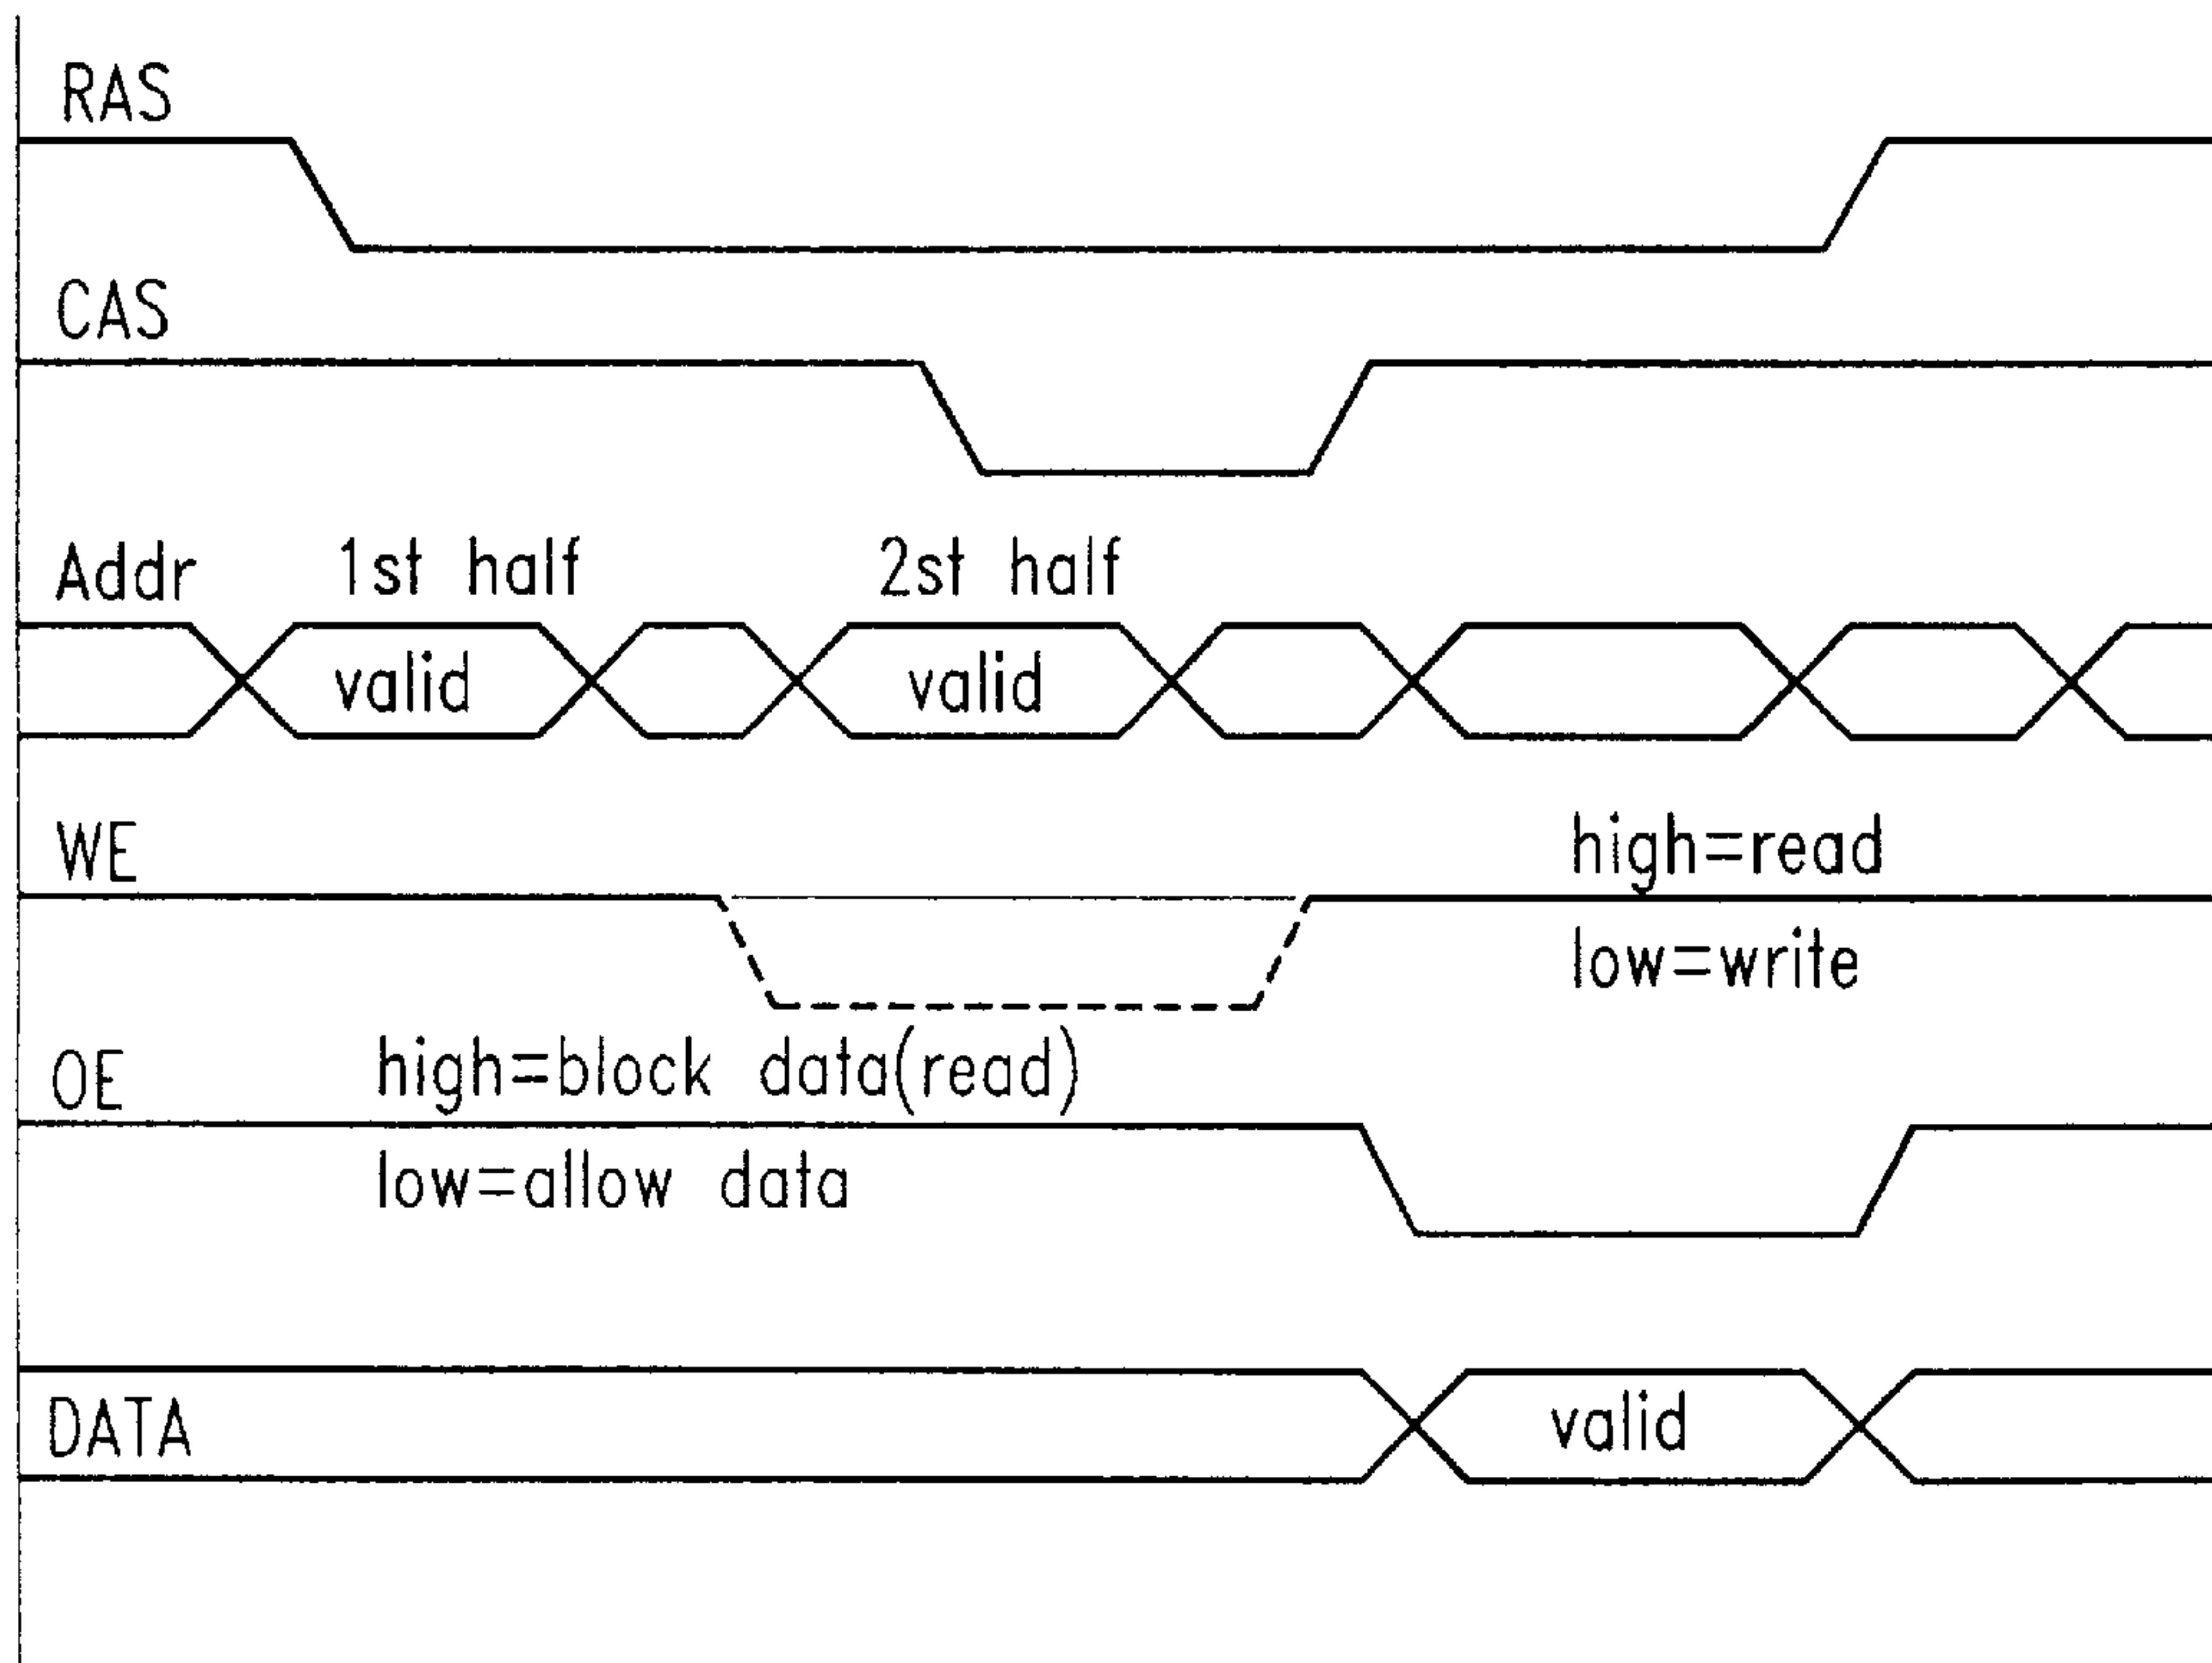 RAS
CAS
Addr 1st half 2st half
valid valid
WE high=read
low=write
OE high=block data(read)
low=allow data
DATA valid